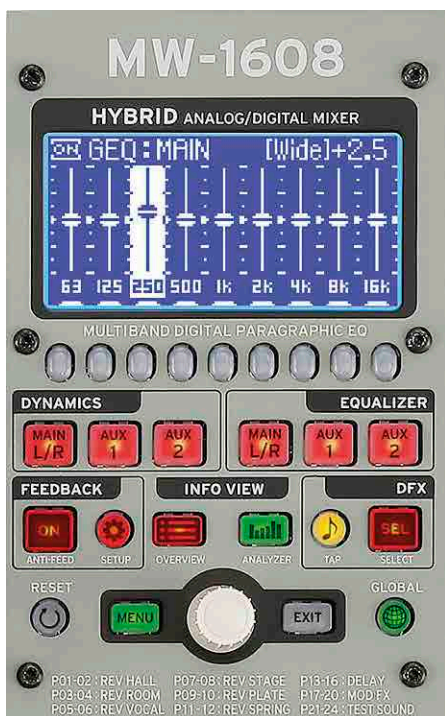 MW-1608
HYBRID ANALOG/DIGITAL MIXER
ON GEQ:MAIN [Wide]+2.5
63 125 250 500 1k 2k 4k 8k 16k
MULTIBAND DIGITAL PARAGRAPHIC EQ
DYNAMICS EQUALIZER
MAIN L/R AUX 1 AUX 2 MAIN L/R AUX 1 AUX 2
FEEDBACK INFO VIEW DFX
ON SEL
ANTI-FEED SETUP OVERVIEW ANALYZER TAP SELECT
RESET GLOBAL
MENU EXIT
P01-02:REV HALL P07-08:REV STAGE P13-16:DELAY
P03-04:REV ROOM P09-10:REV PLATE P17-20:MOD FX
P05-06:REV VOCAL P11-12:REV SPRING P21-24:TEST SOUND